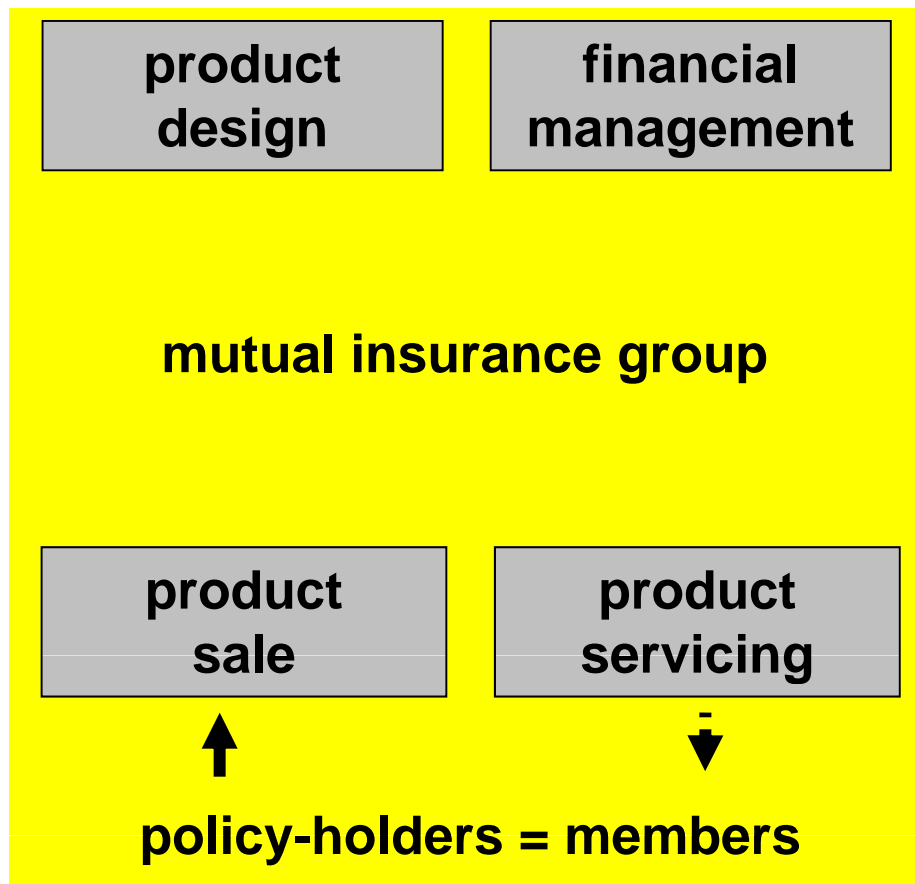 product
design
financial
management
mutual insurance group
product
sale
product
servicing
policy-holders = members